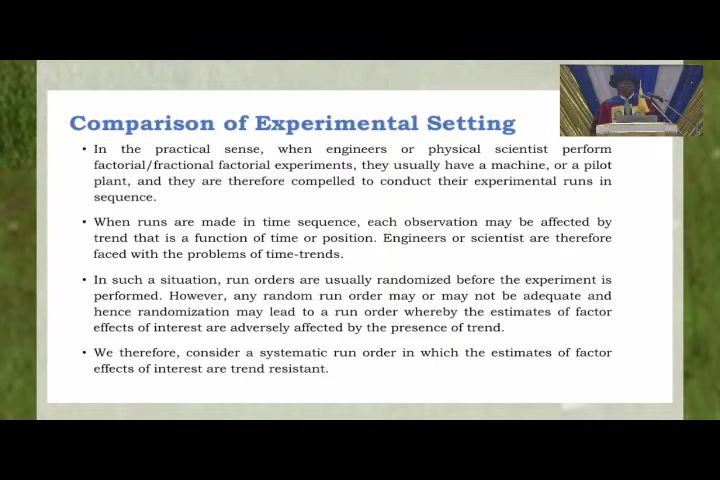 Comparison of Experimental Setting
• In the practical sense, when engineers or physical scientist perform
factorial/fractional factorial experiments, they usually have a machine, or a pilot
plant, and they are therefore compelled to conduct their experimental runs in
sequence.
• When runs are made in time sequence, each observation may be affected by
trend that is a function of time or position. Engineers or scientist are therefore
faced with the problems of time-trends.
• In such a situation, run orders are usually randomized before the experiment is
performed. However, any random run order may or may not be adequate and
hence randomization may lead to a run order whereby the estimates of factor
effects of interest are adversely affected by the presence of trend.
• We therefore, consider a systematic run order in which the estimates of factor
effects of interest are trend resistant.